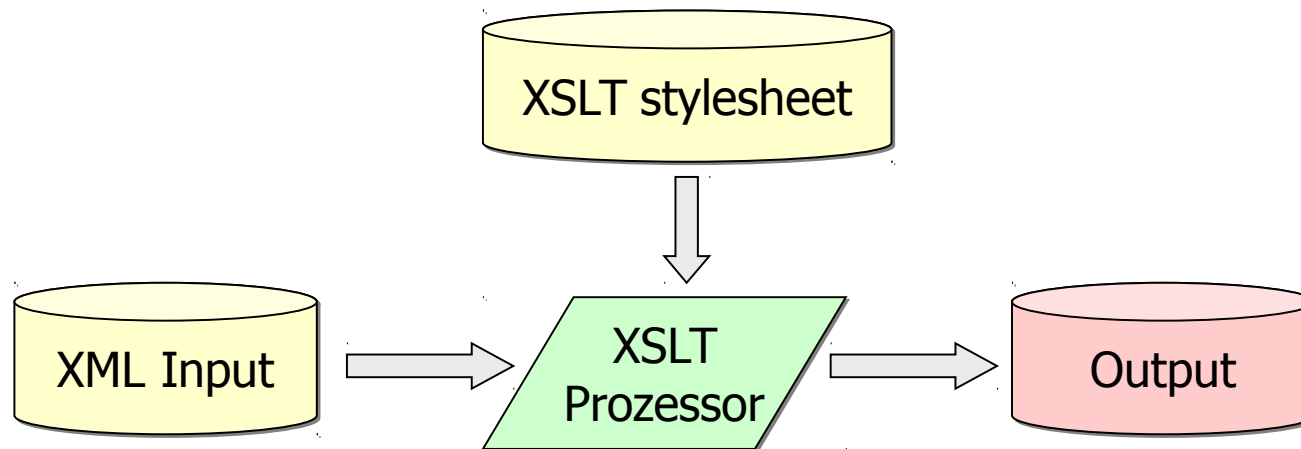 XSLT stylesheet
XML Input
XSLT
Prozessor
Output